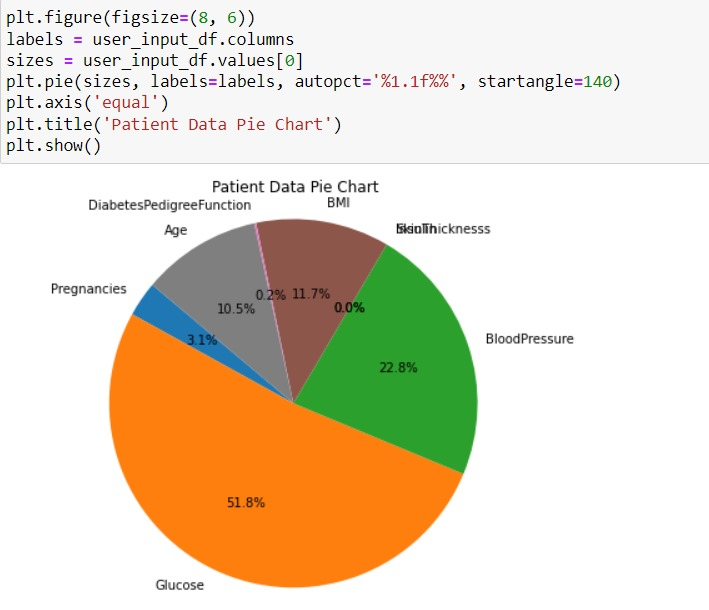 plt.figure(figsize=(8, 6))
labels = user_input_df.columns
sizes = user_input_df.values[0]
plt.pie(sizes, labels=labels, autopct='%1.1f%%', startangle=140)
plt.axis('equal')
plt.title('Patient Data Pie Chart')
plt.show()
Patient Data Pie Chart
DiabetesPedigreeFunction
BMI
Age
Pregnancies
0.2%
11.7%
10.5%
0.0%
3.1%
BloodPressure
22.8%
51.8%
Glucose